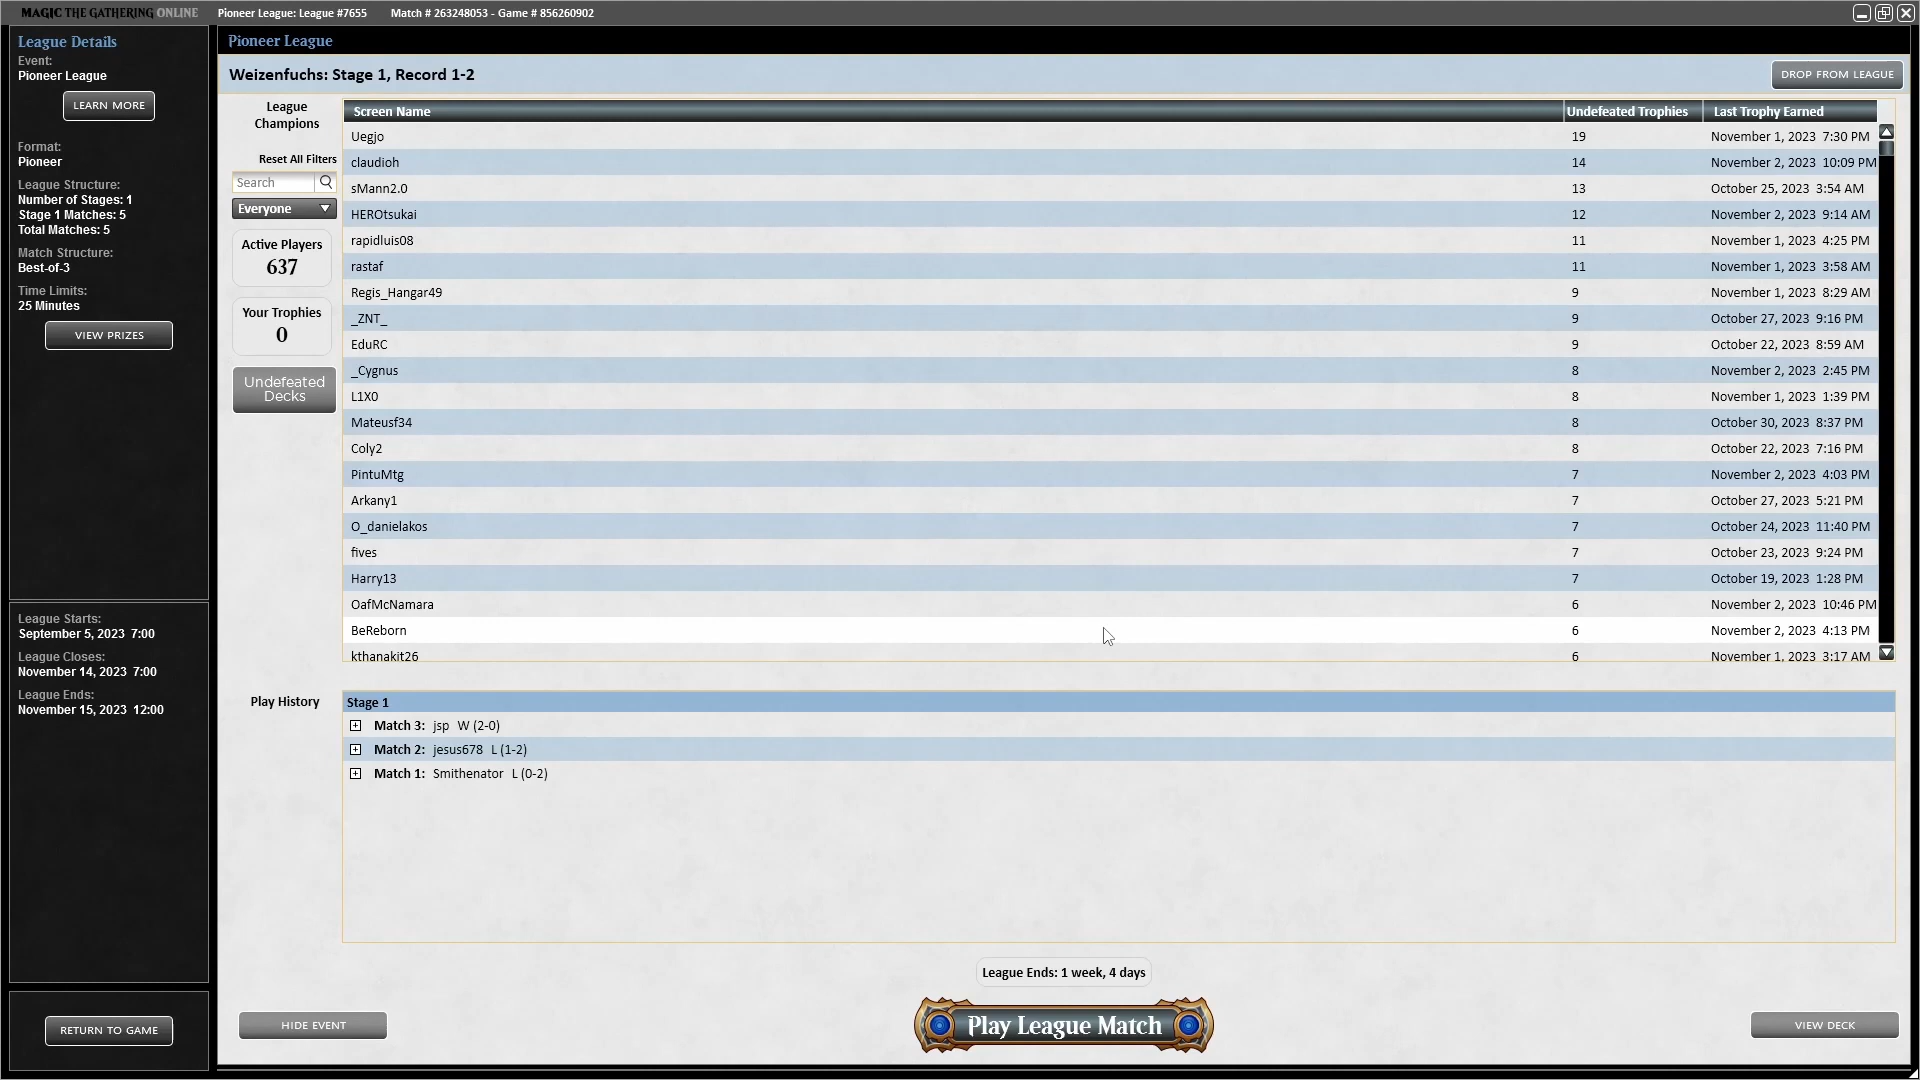 MAGIC THE GATHERING ONLINE Pioneer League: League #7655 Match # 263248053 - Game # 856260902
League Details
Event:
Pioneer League
LEARN MORE
Format:
Pioneer
League Structure:
Number of Stages: 1
Stage 1 Matches: 5
Total Matches: 5
Match Structure:
Best-of-3
Time Limits:
25 Minutes
VIEW PRIZES
League Starts:
September 5, 2023 7:00
League Closes:
November 14, 2023 7:00
League Ends:
November 15, 2023 12:00
RETURN TO GAME
Pioneer League
Weizenfuchs: Stage 1, Record 1-2
DROP FROM LEAGUE
League
Champions
Reset All Filters
Search
Everyone
Active Players
637
Your Trophies
0
Undefeated
Decks
Screen Name Undefeated Trophies Last Trophy Earned
Uegjo 19 November 1, 2023 7:30 PM
claudioh 14 November 2, 2023 10:09 PM
sMann2.0 13 October 25, 2023 3:54 AM
HEROtsukai 12 November 2, 2023 9:14 AM
rapidluis08 11 November 1, 2023 4:25 PM
rastaf 11 November 1, 2023 3:58 AM
Regis_Hangar49 9 November 1, 2023 8:29 AM
_ZNT_ 9 October 27, 2023 9:16 PM
EduRC 9 October 22, 2023 8:59 AM
_Cygnus 8 November 2, 2023 2:45 PM
L1X0 8 November 1, 2023 1:39 PM
Mateusf34 8 October 30, 2023 8:37 PM
Coly2 8 October 22, 2023 7:16 PM
PintuMtg 7 November 2, 2023 4:03 PM
Arkany1 7 October 27, 2023 5:21 PM
O_danielakos 7 October 24, 2023 11:40 PM
fives 7 October 23, 2023 9:24 PM
Harry13 7 October 19, 2023 1:28 PM
OafMcNamara 6 November 2, 2023 10:46 PM
BeReborn 6 November 2, 2023 4:13 PM
kthanakit26 6 November 1, 2023 3:17 AM
Play History
Stage 1
Match 3: jsp W (2-0)
Match 2: jesus678 L (1-2)
Match 1: Smithenator L (0-2)
League Ends: 1 week, 4 days
HIDE EVENT
Play League Match
VIEW DECK